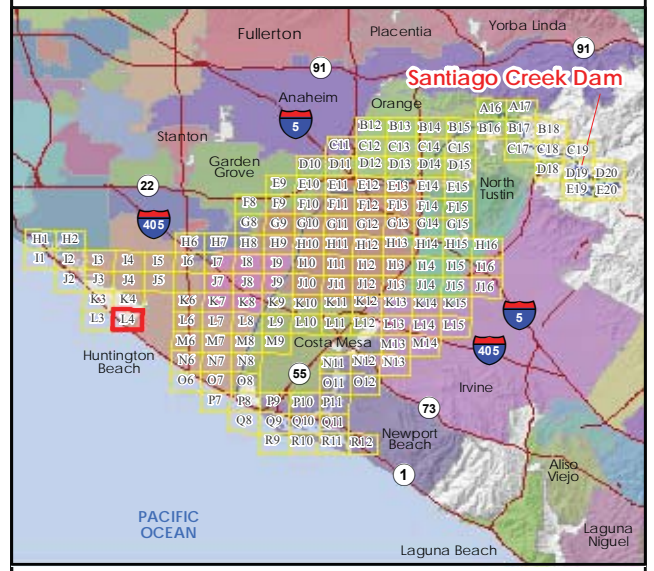 Yorba Linda
Fullerton
Placentia
91
91
Santiago Creek Dam
Anaheim
Orange
A16 A17
5
B12 B13 B14 B15 B16 B17 B18
Stanton
C11 C12 C13 C14 C15 C17 C18 C19
Garden
Grove
D10 D11 D12 D13 D14 D15 D18 D19 D20
22
E9 E10 E11 E12 E13 E14 E15 E19 E20
North
Tustin
F8 F9 F10 F11 F12 F13 F14 F15
405
G8 G9 G10 G11 G12 G13 G14 G15
H1 H2 H6 H7 H8 H9 H10 H11 H12 H13 H14 H15 H16
I1 I2 I3 I4 I5 I6 I7 I8 I9 I10 I11 I12 I13 I14 I15 I16
J2 J3 J4 J5 J7 J8 J9 J10 J11 J12 J13 J14 J15 J16
K3 K4 K6 K7 K8 K9 K10 K11 K12 K13 K14 K15
5
L3 L4 L6 L7 L8 L9 L10 L11 L12 L13 L14 L15
M6 M7 M8 M9 Costa Mesa M13 M14
405
Huntington
Beach
N6 N7 N8 N11 N12 N13
55
O6 O7 O8 O11 O12
Irvine
P7 P8 P9 P10 P11
73
Q8 Q9 Q10 Q11
Newport
Beach
R9 R10 R11 R12
1
Aliso
Viejo
PACIFIC
OCEAN
Laguna
Niguel
Laguna Beach